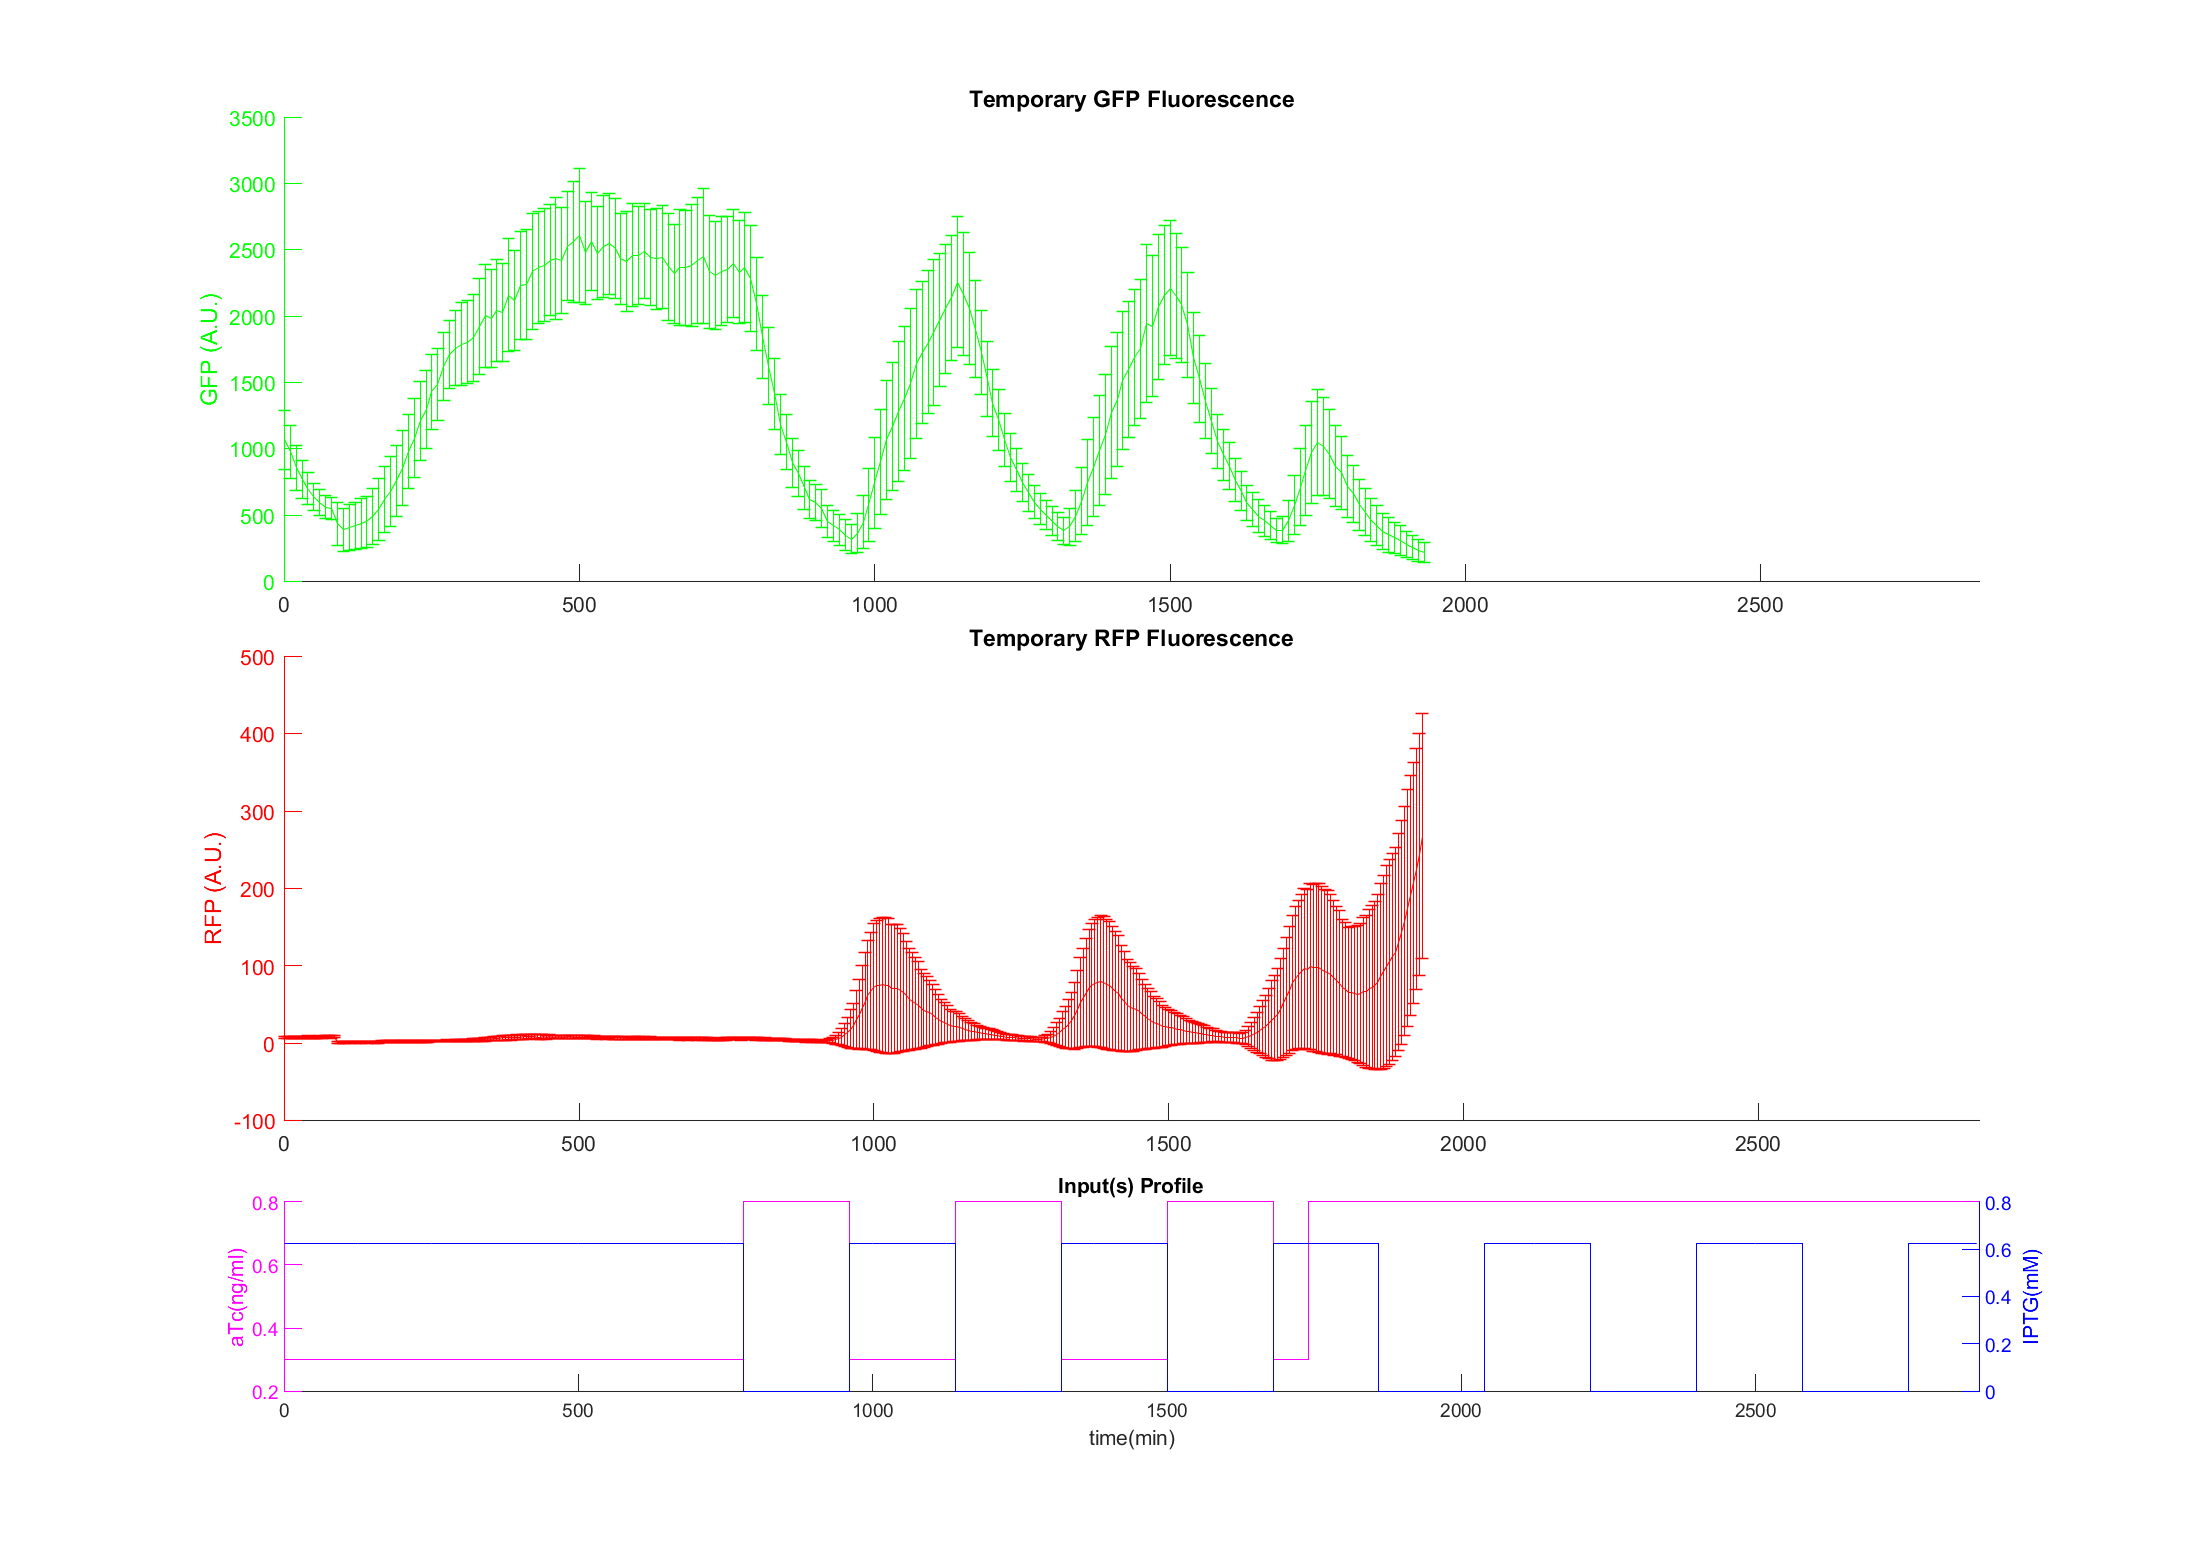 Temporary GFP Fluorescence
GFP (A.U.)
3500
3000
2500
2000
1500
1000
500
0
0 500 1000 1500 2000 2500
Temporary RFP Fluorescence
RFP (A.U.)
500
400
300
200
100
0
-100
0 500 1000 1500 2000 2500
Input(s) Profile
aTc(ng/ml)
0.8
0.6
0.4
0.2
IPTG(mM)
0.8
0.6
0.4
0.2
0
0 500 1000 1500 2000 2500
time(min)